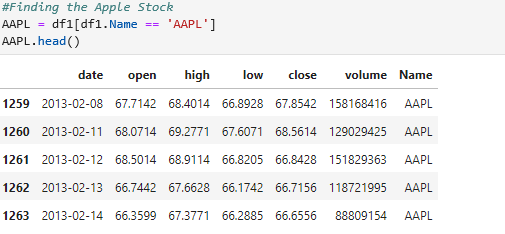 #Finding the Apple Stock
AAPL = df1[df1.Name == 'AAPL']
AAPL.head()
date open high low close volume Name
1259 2013-02-08 67.7142 68.4014 66.8928 67.8542 158168416 AAPL
1260 2013-02-11 68.0714 69.2771 67.6071 68.5614 129029425 AAPL
1261 2013-02-12 68.5014 68.9114 66.8205 66.8428 151829363 AAPL
1262 2013-02-13 66.7442 67.6628 66.1742 66.7156 118721995 AAPL
1263 2013-02-14 66.3599 67.3771 66.2885 66.6556 88809154 AAPL